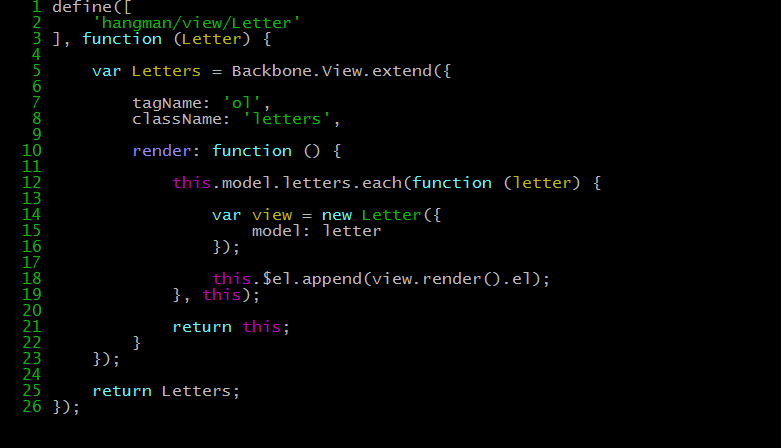 1 define([
2     'hangman/view/Letter'
3 ], function (Letter) {
4
5     var Letters = Backbone.View.extend({
6
7         tagName: 'ol',
8         className: 'letters',
9
10         render: function () {
11
12             this.model.letters.each(function (letter) {
13
14                 var view = new Letter({
15                     model: letter
16                 });
17
18                 this.$el.append(view.render().el);
19             }, this);
20
21             return this;
22         }
23     });
24
25     return Letters;
26 });